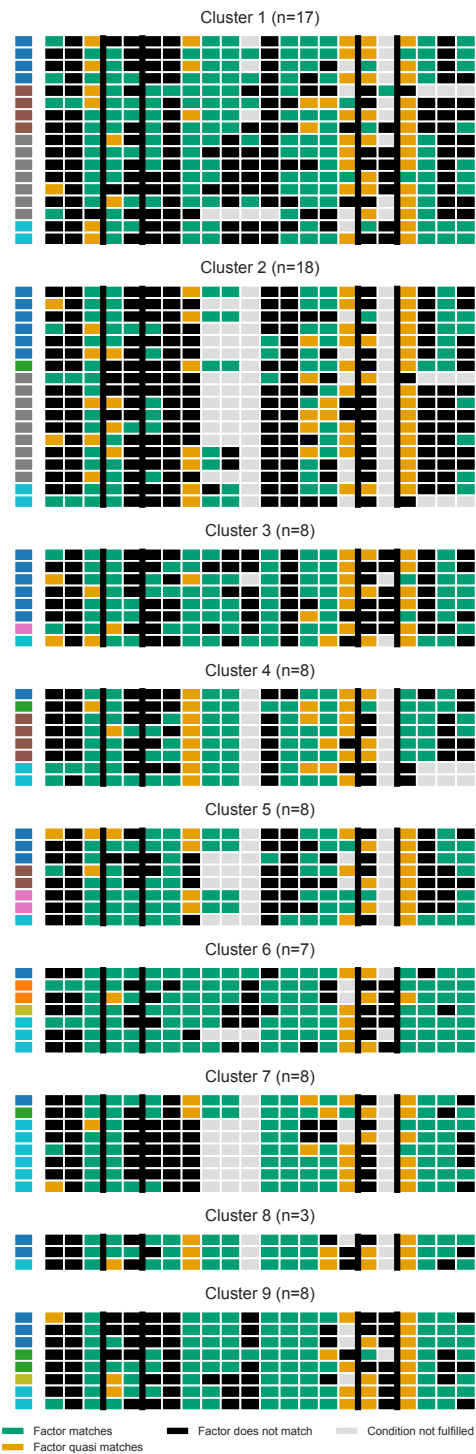 Cluster 1 (n=17)
Cluster 2 (n=18)
Cluster 3 (n=8)
Cluster 4 (n=8)
Cluster 5 (n=8)
Cluster 6 (n=7)
Cluster 7 (n=8)
Cluster 8 (n=3)
Cluster 9 (n=8)
Factor matches Factor does not match Condition not fulfilled
Factor quasi matches